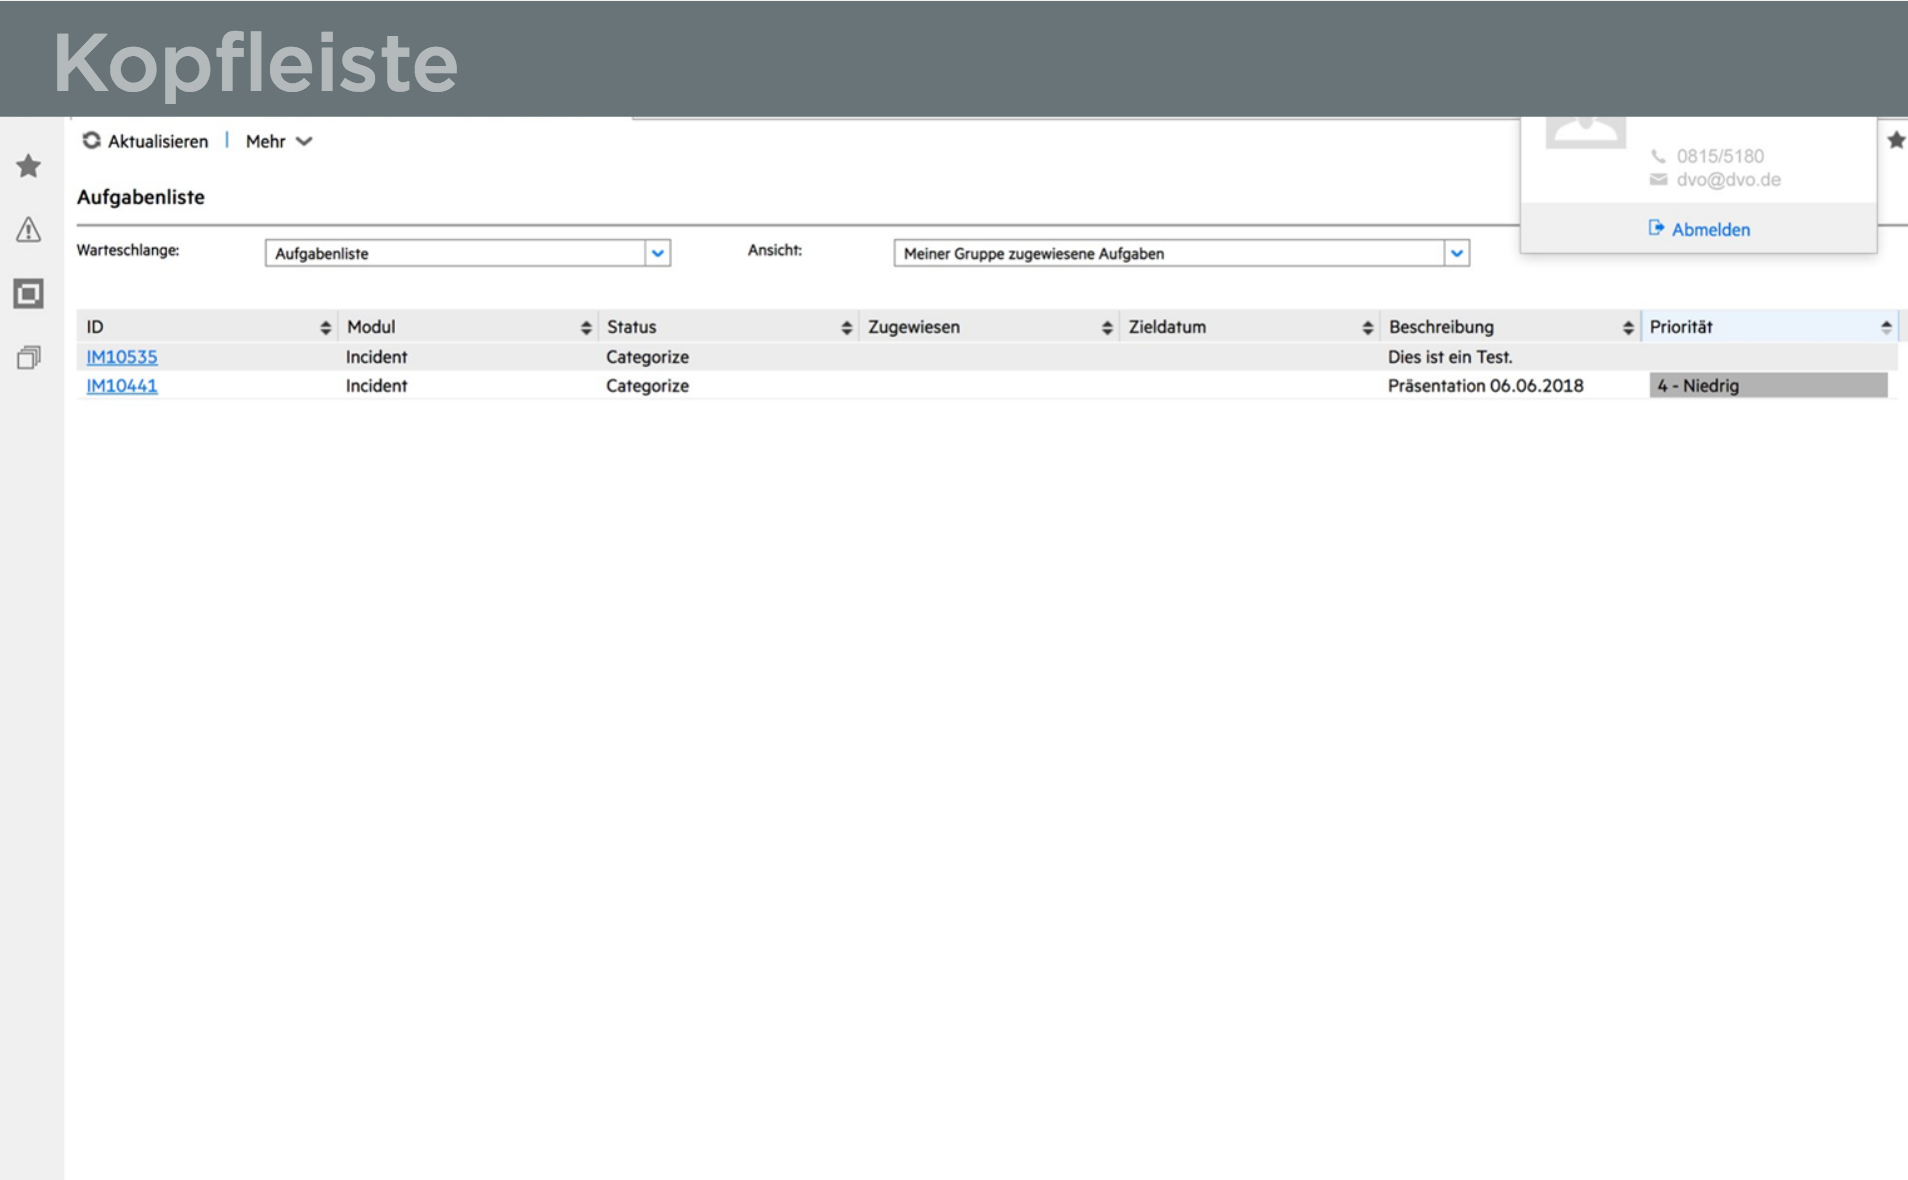 Kopfleiste
Aktualisieren | Mehr
0815/5180
dvo@dvo.de
Aufgabenliste
Abmelden
Warteschlange: Aufgabenliste Ansicht: Meiner Gruppe zugewiesene Aufgaben
ID Modul Status Zugewiesen Zieldatum Beschreibung Priorität
IM10535 Incident Categorize Dies ist ein Test.
IM10441 Incident Categorize Präsentation 06.06.2018 4 - Niedrig